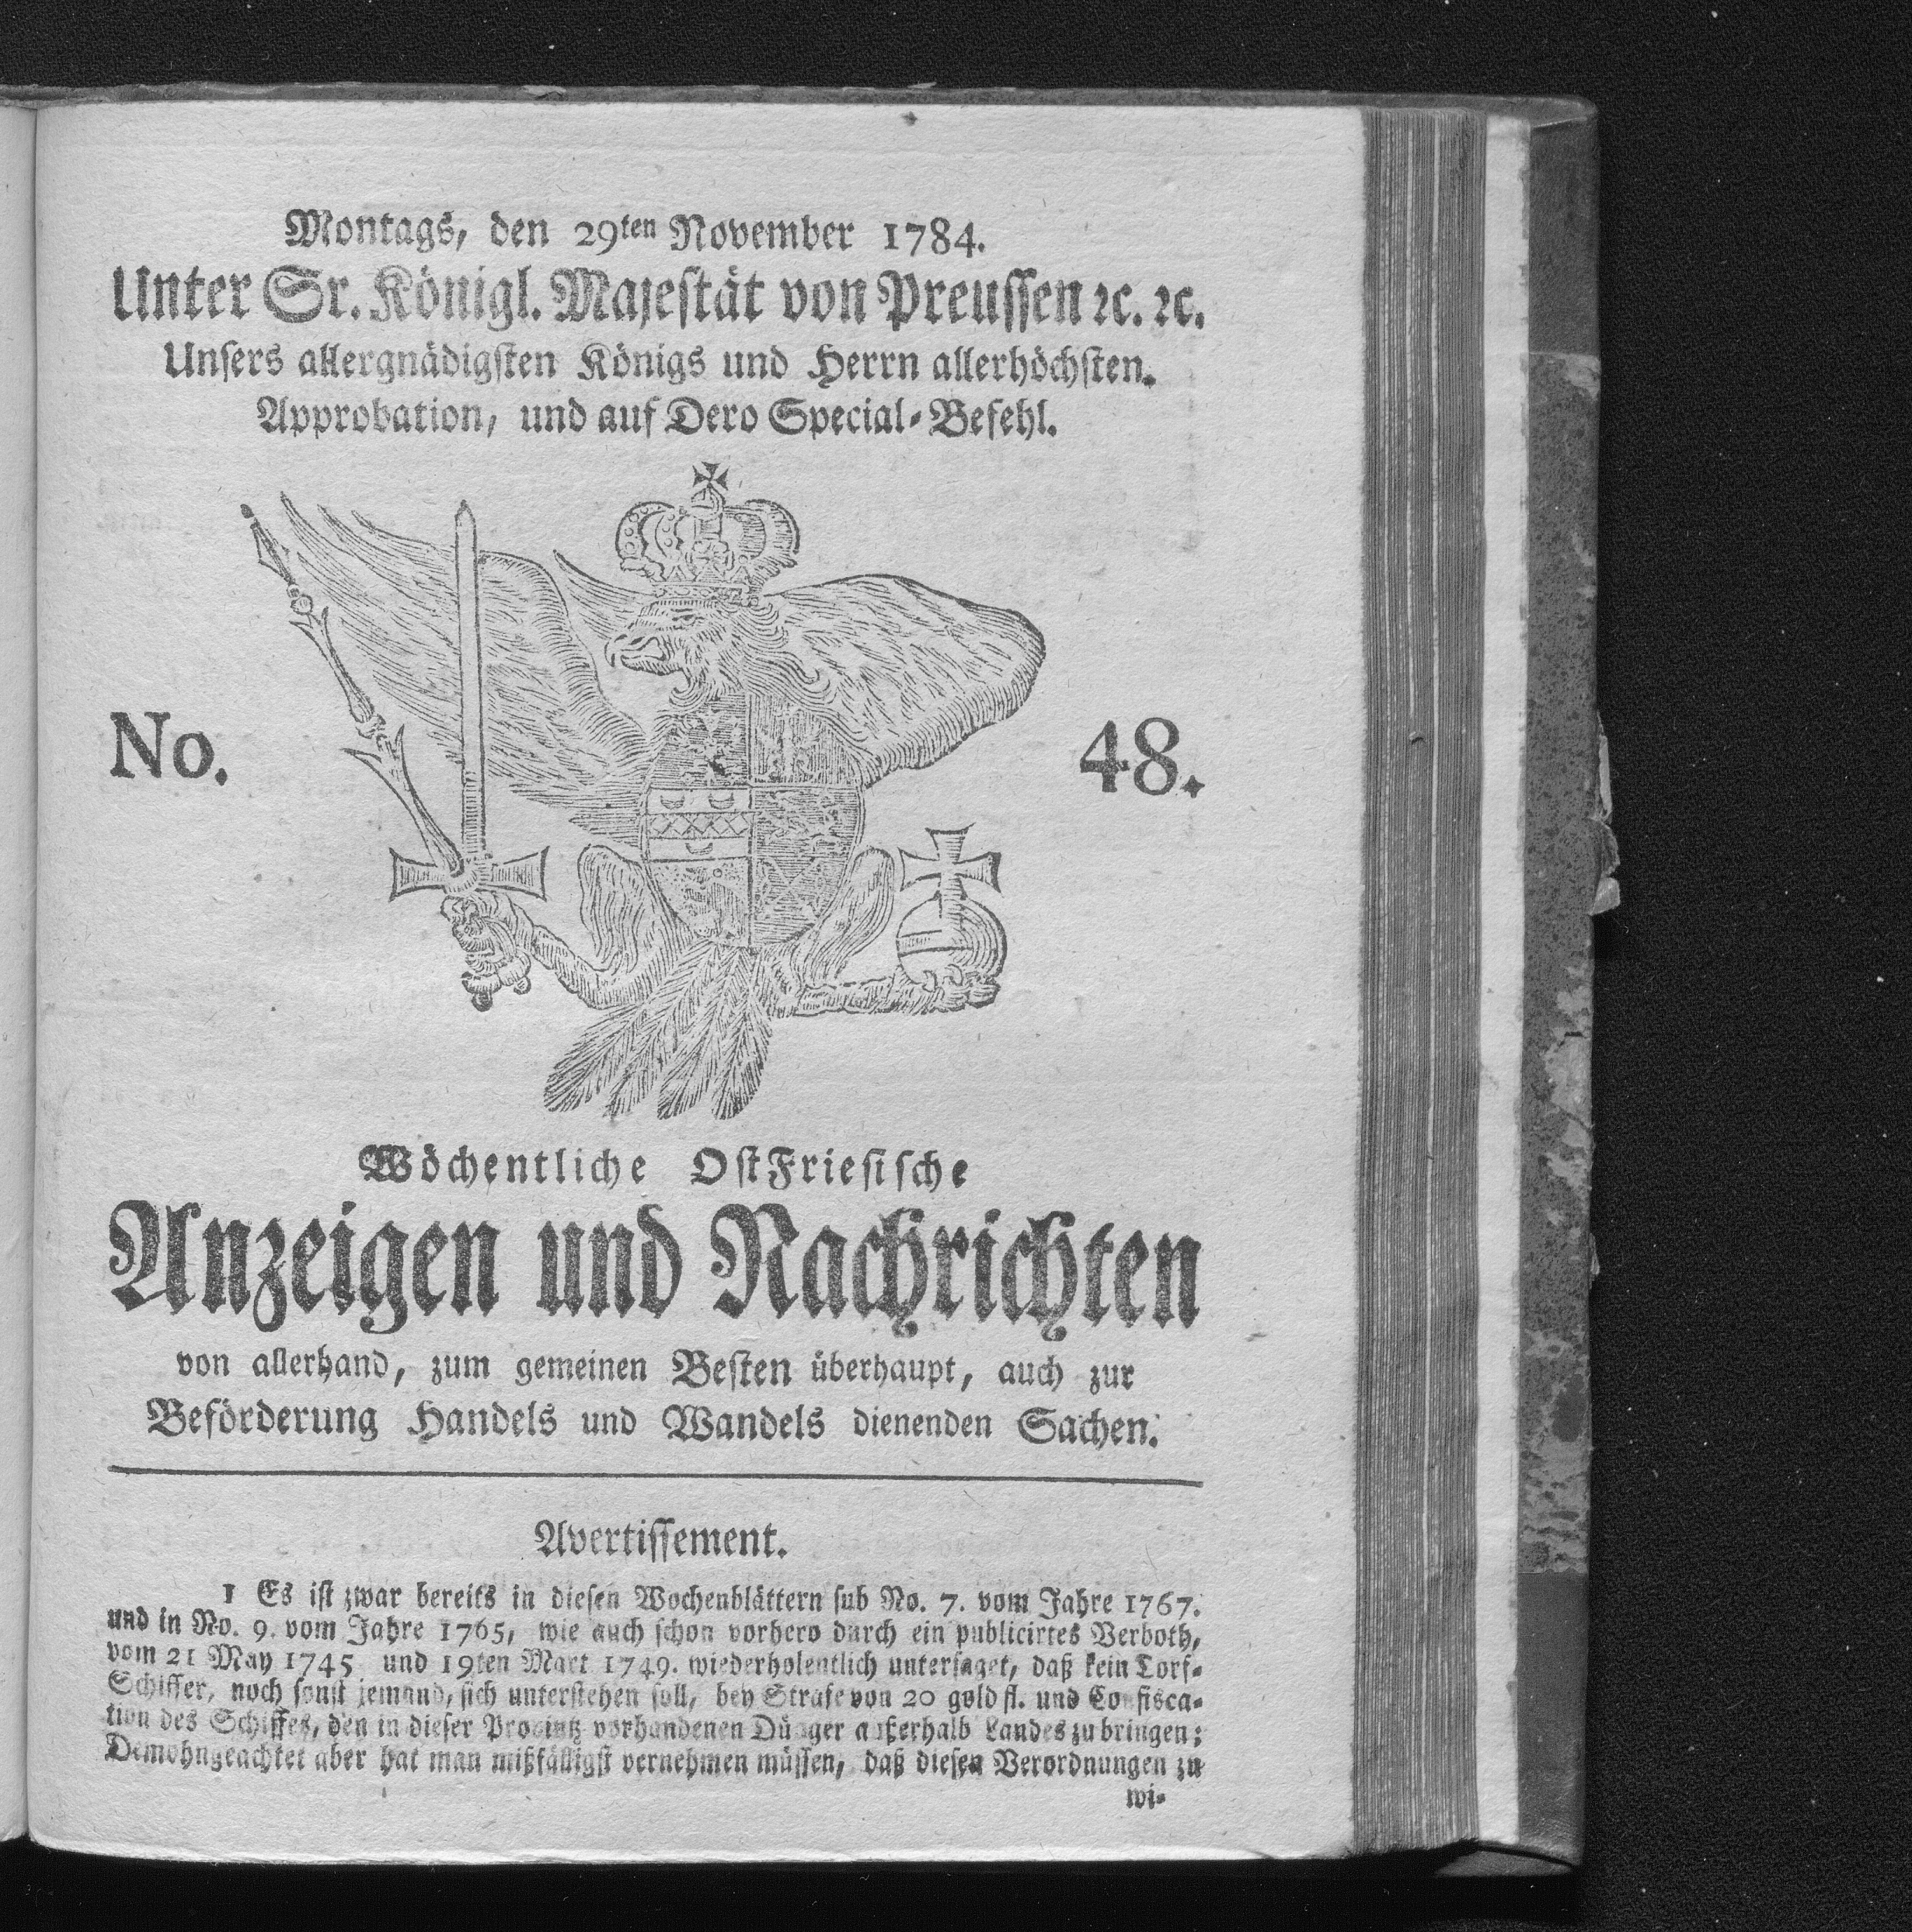 Montags, den 29ten November 1784.
Unter Sr. Königl. Majestät von Preussen ꝛc. ꝛc.
Unsers allergnädigsten Königs und Herrn allerhöchsten.
Approbation, und auf Dero Special-Befehl.
No. 48.
Wöchentliche OstFriesische
Anzeigen und Nachrichten
von allerhand, zum gemeinen Besten überhaupt, auch zur
Beförderung Handels und Wandels dienenden Sachen.
Avertissement.
1 Es ist zwar bereits in diesen Wochenblättern sub No. 7. vom Jahre 1767.
und in No. 9. vom Jahre 1765, wie auch schon vorhero durch ein publicirtes Verboth,
vom 21 May 1745 und 19ten Mart 1749. wiederholentlich untersaget, daß kein Torf-
Schiffer, noch sonst jemand, sich unterstehen soll, bey Strafe von 20 gold fl. und Confisca-
tion des Schiffes, den in dieser Provintz vorhandenen Dünger außerhalb Landes zu bringen;
Demohngeachtet aber hat man mißfälligst vernehmen müssen, daß diesen Verordnungen zu
wi-